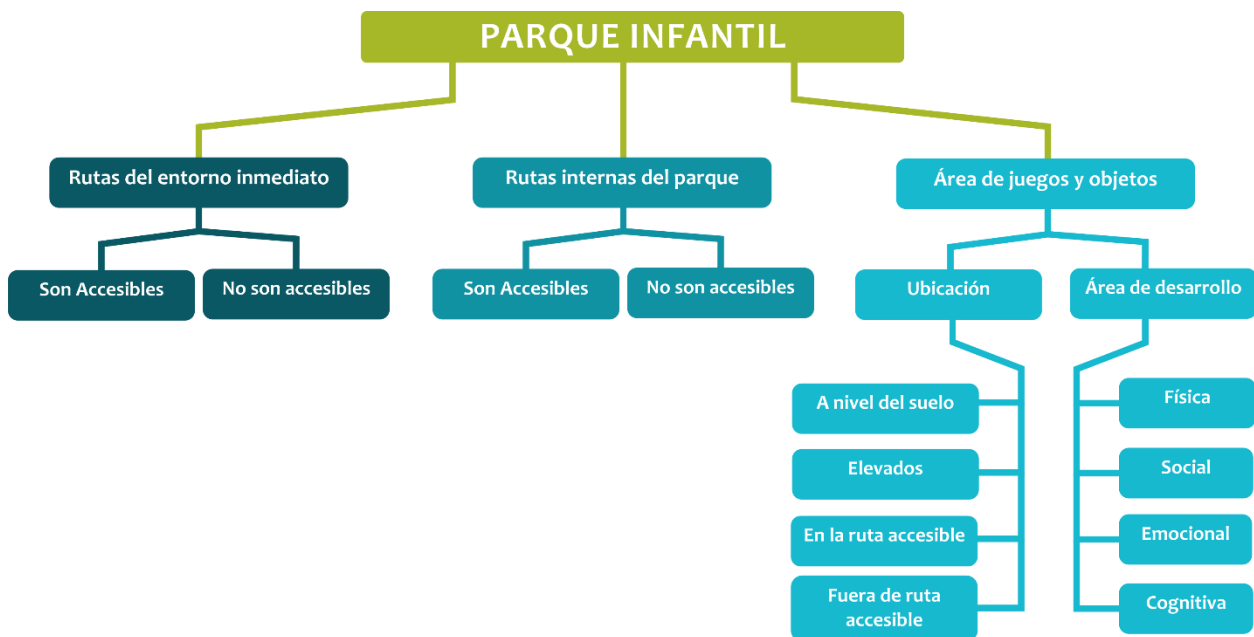 PARQUE INFANTIL
Rutas del entorno inmediato
Rutas internas del parque
Área de juegos y objetos
Son Accesibles
No son accesibles
Son Accesibles
No son accesibles
Ubicación
Área de desarrollo
A nivel del suelo
Elevados
En la ruta accesible
Fuera de ruta
accesible
Física
Social
Emocional
Cognitiva